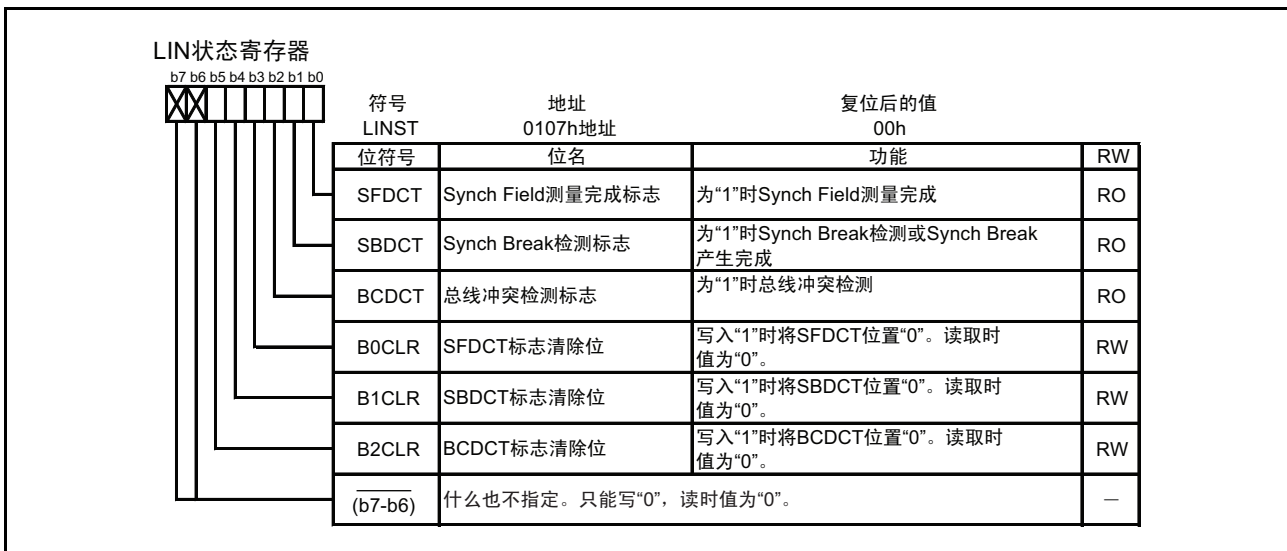 LIN状态寄存器
b7 b6 b5 b4 b3 b2 b1 b0
符号 地址 复位后的值
LINST 0107h地址 00h
位符号 位名 功能 RW
SFDCT Synch Field测量完成标志 为“1”时Synch Field测量完成 RO
SBDCT Synch Break检测标志 为“1”时Synch Break检测或Synch Break
产生完成 RO
BCDCT 总线冲突检测标志 为“1”时总线冲突检测 RO
B0CLR SFDCT标志清除位 写入“1”时将SFDCT位置“0”。读取时
值为“0”。 RW
B1CLR SBDCT标志清除位 写入“1”时将SBDCT位置“0”。读取时
值为“0”。 RW
B2CLR BCDCT标志清除位 写入“1”时将BCDCT位置“0”。读取时
值为“0”。 RW
(b7-b6) 什么也不指定。只能写“0”，读时值为“0”。 —